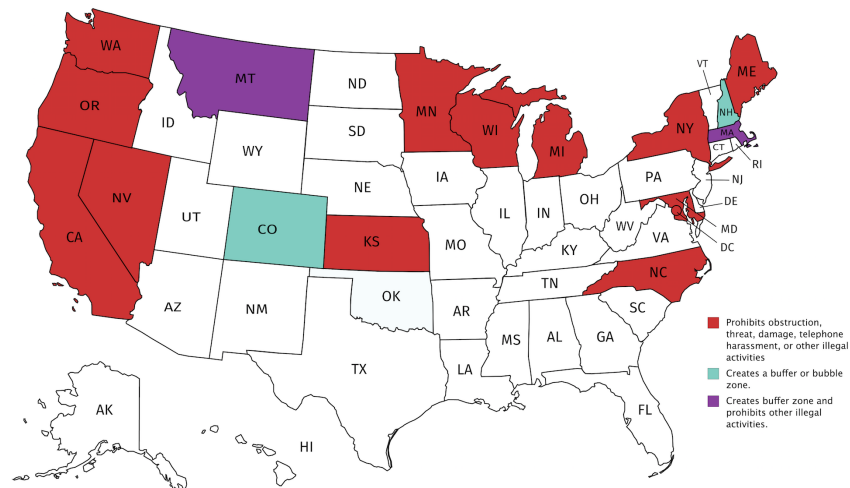 WA
MT
ND
MN
VT
ME
OR
ID
SD
WI
NH
NY
MA
MI
CT
RI
WY
IA
PA
NJ
NV
NE
OH
DE
UT
IL
IN
MD
CO
WV
CA
KS
MO
VA
DC
KY
NC
OK
TN
AZ
NM
AR
SC
MS
AL
GA
TX
LA
AK
FL
HI
Prohibits obstruction,
threat, damage, telephone
harassment, or other illegal
activities
Creates a buffer or bubble
zone.
Creates buffer zone and
prohibits other illegal
activities.